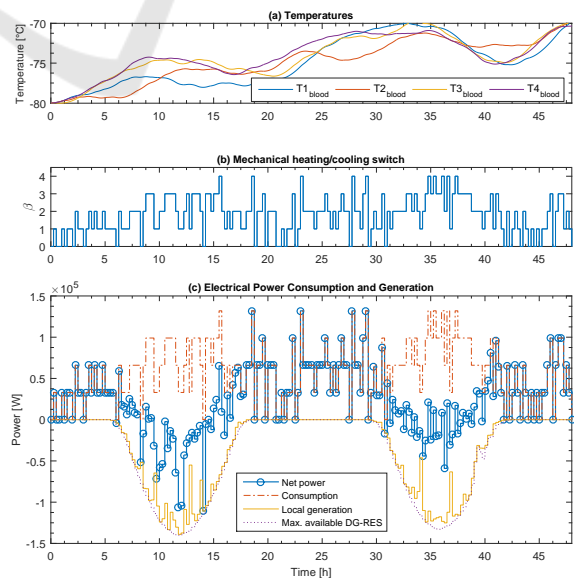 (a) Temperatures
Temperature [°C]
-70
-75
-80
T1blood T2blood T3blood T4blood
0 5 10 15 20 25 30 35 40 45
(b) Mechanical heating/cooling switch
β
4
2
0
0 5 10 15 20 25 30 35 40 45
(c) Electrical Power Consumption and Generation
×10^5
Power [W]
1.5
1
0.5
0
-0.5
-1
-1.5
Net power
Consumption
Local generation
Max. available DG-RES
0 5 10 15 20 25 30 35 40 45
Time [h]